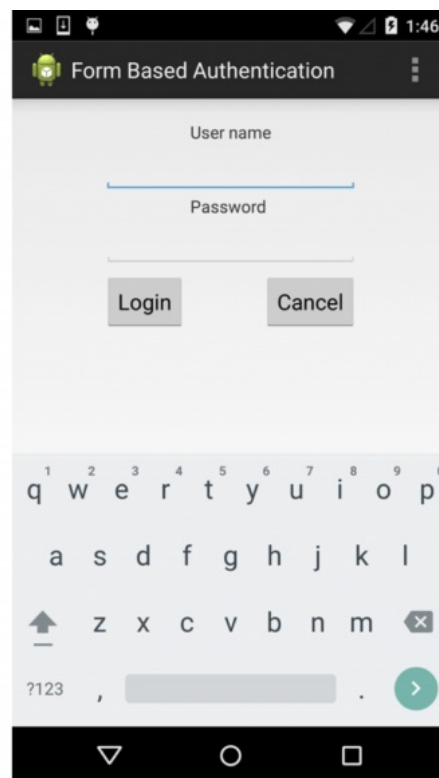 1:46
Form Based Authentication
User name
Password
Login Cancel
1 2 3 4 5 6 7 8 9 0
q w e r t y u i o p
a s d f g h j k l
z x c v b n m
?123 , .